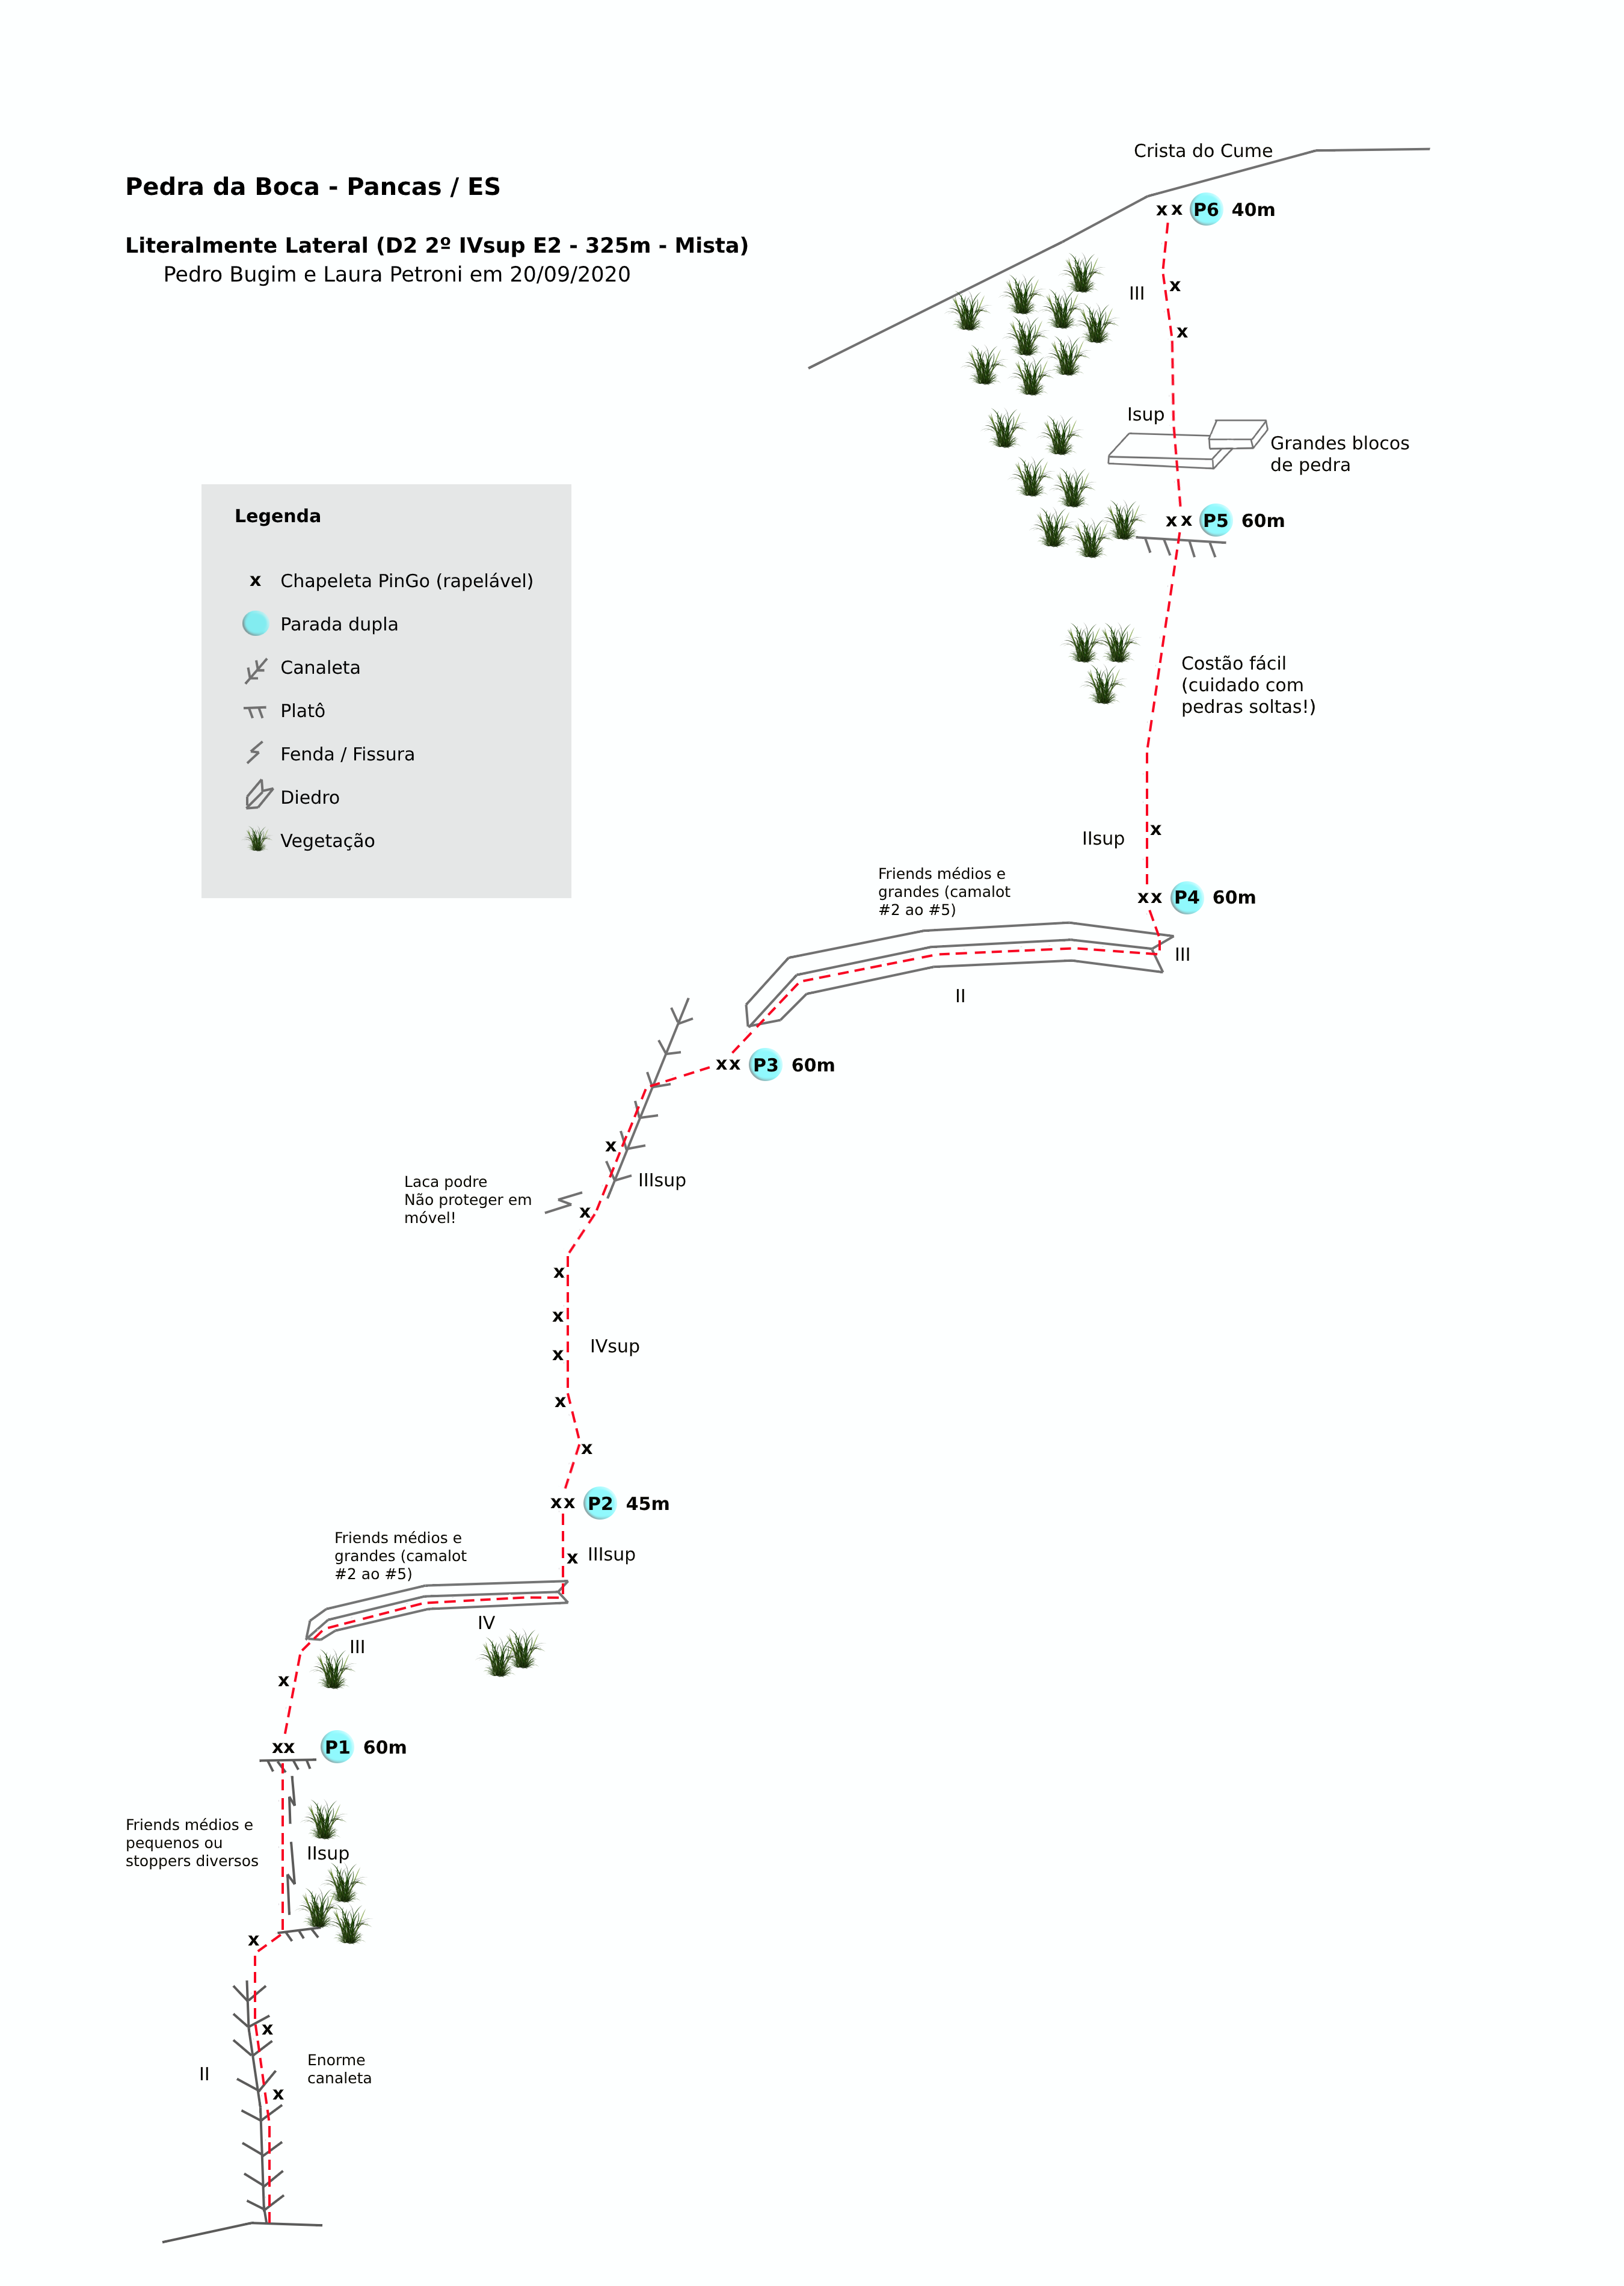 Crista do Cume
Pedra da Boca - Pancas / ES
x x P6 40m
Literalmente Lateral (D2 2º IVsup E2 - 325m - Mista)
Pedro Bugim e Laura Petroni em 20/09/2020
III
x
x
Isup
Grandes blocos
de pedra
x x P5 60m
Legenda
x Chapeleta PinGo (rapelável)
Parada dupla
Canaleta
Platô
Fenda / Fissura
Diedro
Vegetação
Costão fácil
(cuidado com
pedras soltas!)
x
IIsup
Friends médios e
grandes (camalot
#2 ao #5)
x x P4 60m
III
II
x x P3 60m
x
IIIsup
Laca podre
Não proteger em
móvel!
x
x
x
IVsup
x
x
x
x x P2 45m
Friends médios e
grandes (camalot
#2 ao #5)
x IIIsup
IV
III
x
xx P1 60m
Friends médios e
pequenos ou
stoppers diversos
IIsup
x
x
Enorme
canaleta
II
x